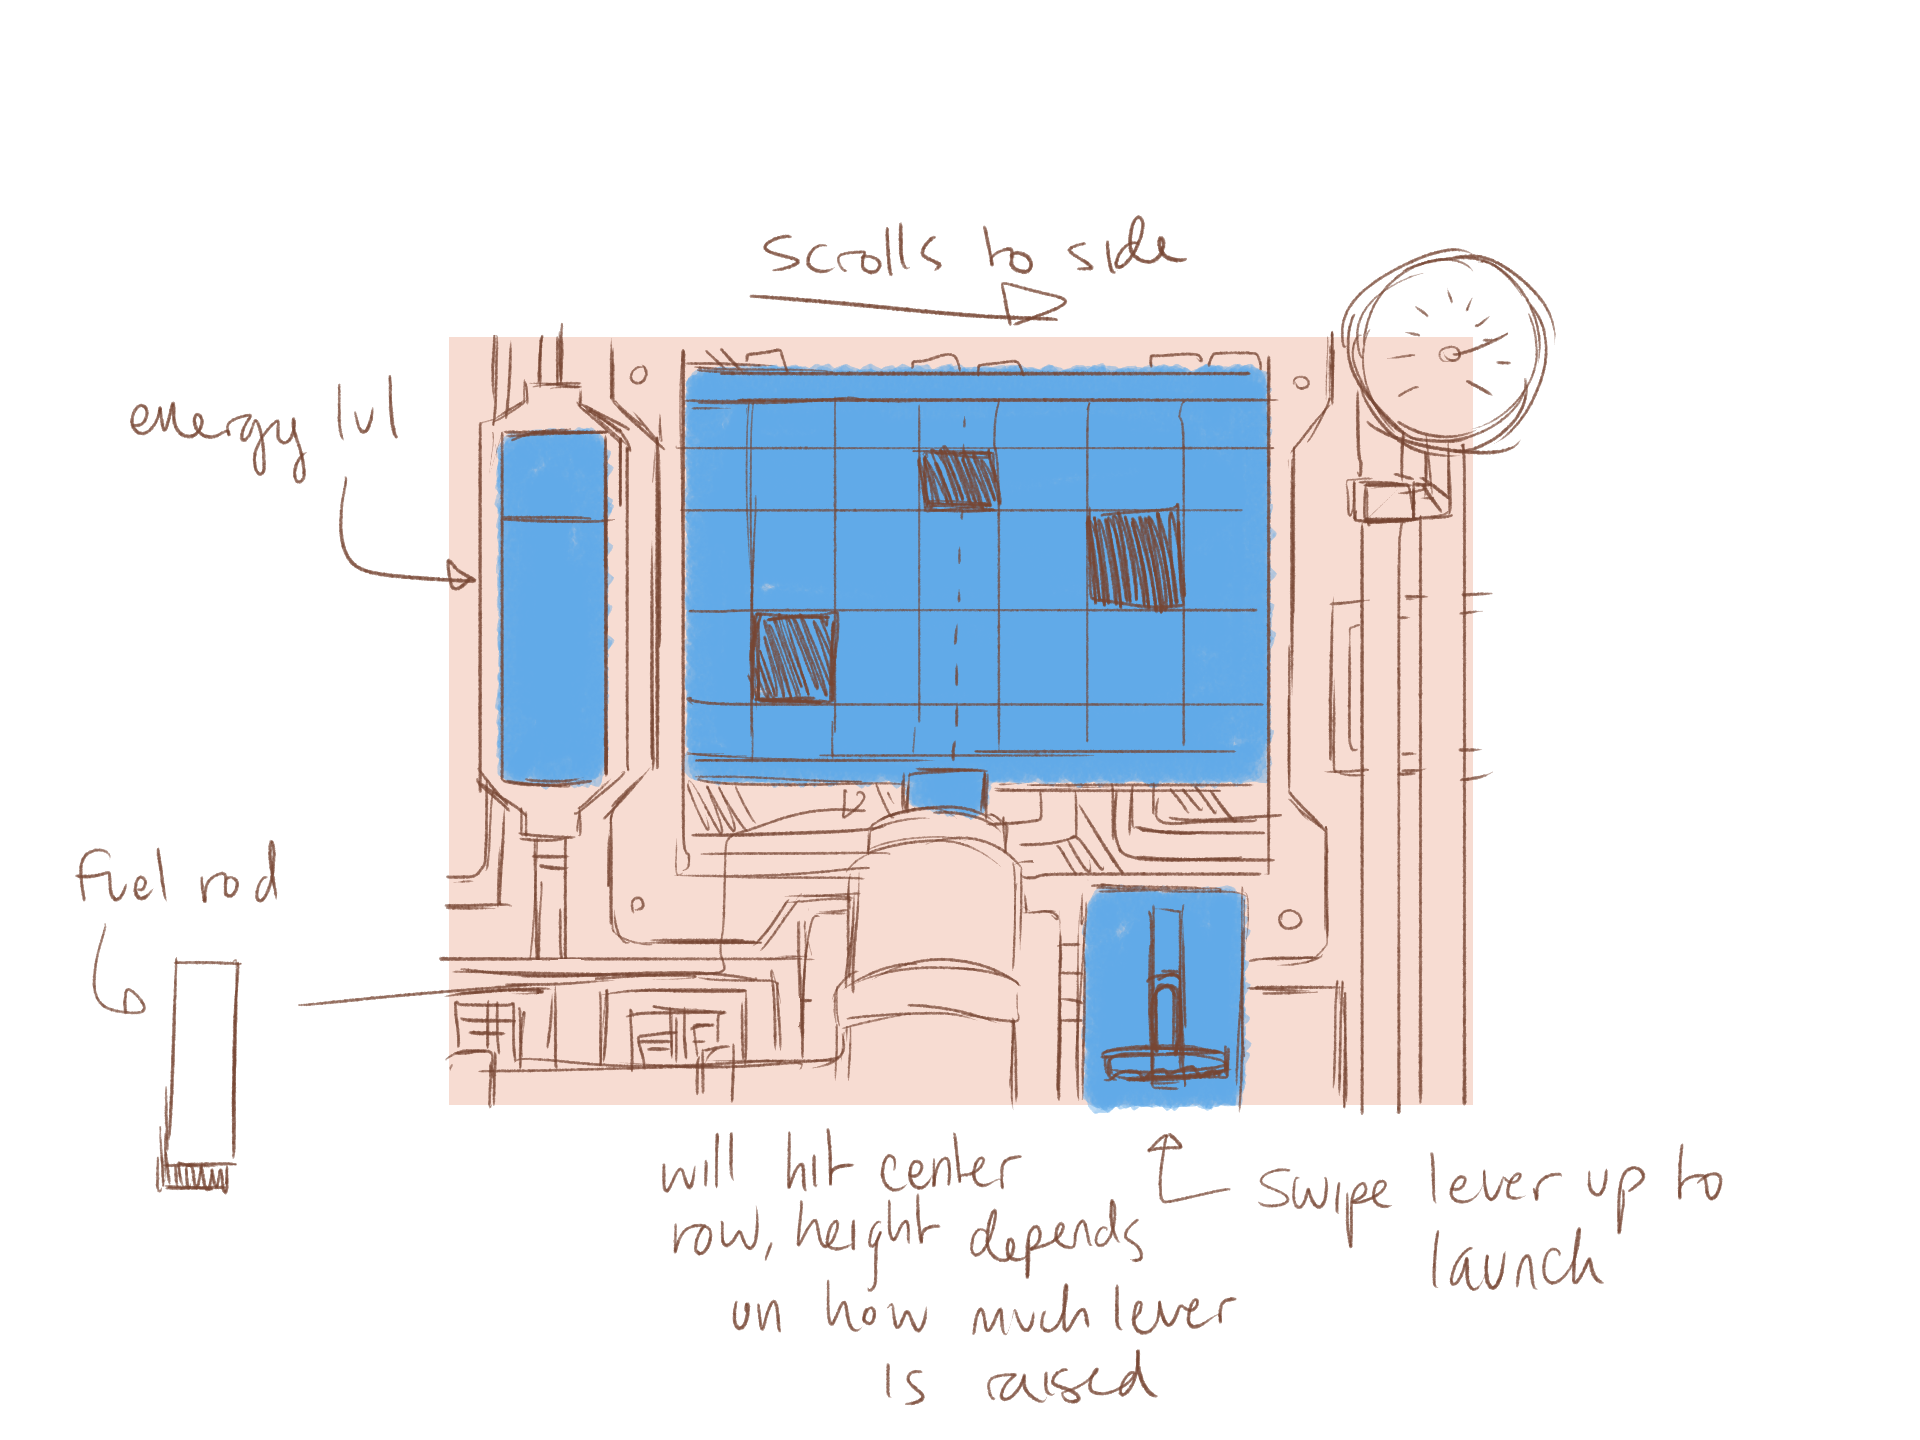 scrolls to side
energy lvl
fuel rod
will hit center
row, height depends
on how much lever
is raised
swipe lever up to
launch